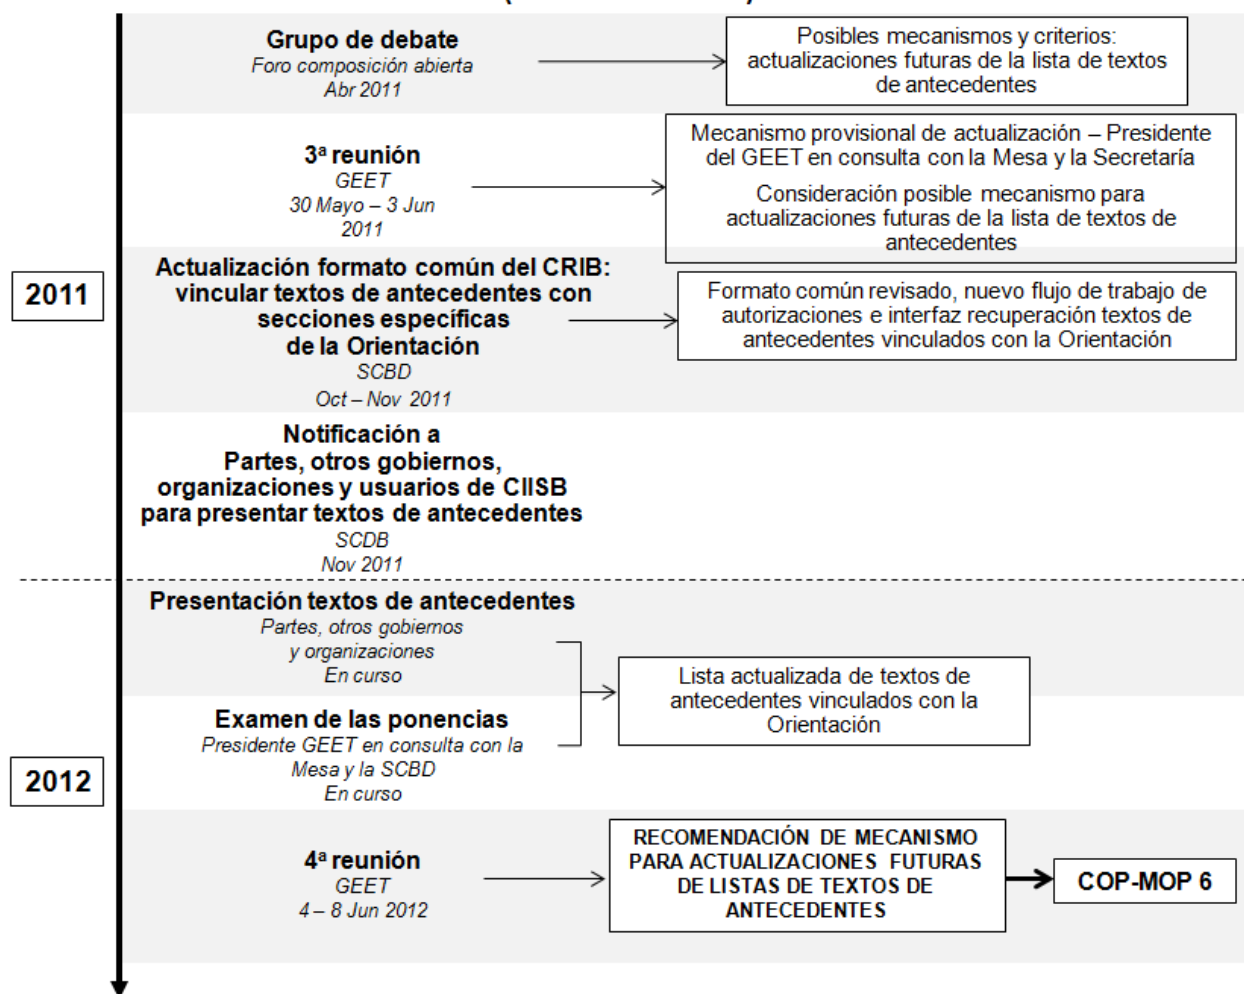 Grupo de debate
Foro composición abierta
Abr 2011
Posibles mecanismos y criterios:
actualizaciones futuras de la lista de textos
de antecedentes
3ª reunión
GEET
30 Mayo – 3 Jun
2011
Mecanismo provisional de actualización – Presidente
del GEET en consulta con la Mesa y la Secretaría
Consideración posible mecanismo para
actualizaciones futuras de la lista de textos de
antecedentes
2011
Actualización formato común del CRIB:
vincular textos de antecedentes con
secciones específicas
de la Orientación
SCBD
Oct – Nov 2011
Formato común revisado, nuevo flujo de trabajo de
autorizaciones e interfaz recuperación textos de
antecedentes vinculados con la Orientación
Notificación a
Partes, otros gobiernos,
organizaciones y usuarios de CIISB
para presentar textos de antecedentes
SCDB
Nov 2011
Presentación textos de antecedentes
Partes, otros gobiernos
y organizaciones
En curso
Lista actualizada de textos de
antecedentes vinculados con la
Orientación
Examen de las ponencias
Presidente GEET en consulta con la
Mesa y la SCBD
En curso
2012
4ª reunión
GEET
4 – 8 Jun 2012
RECOMENDACIÓN DE MECANISMO
PARA ACTUALIZACIONES FUTURAS
DE LISTAS DE TEXTOS DE
ANTECEDENTES
COP-MOP 6